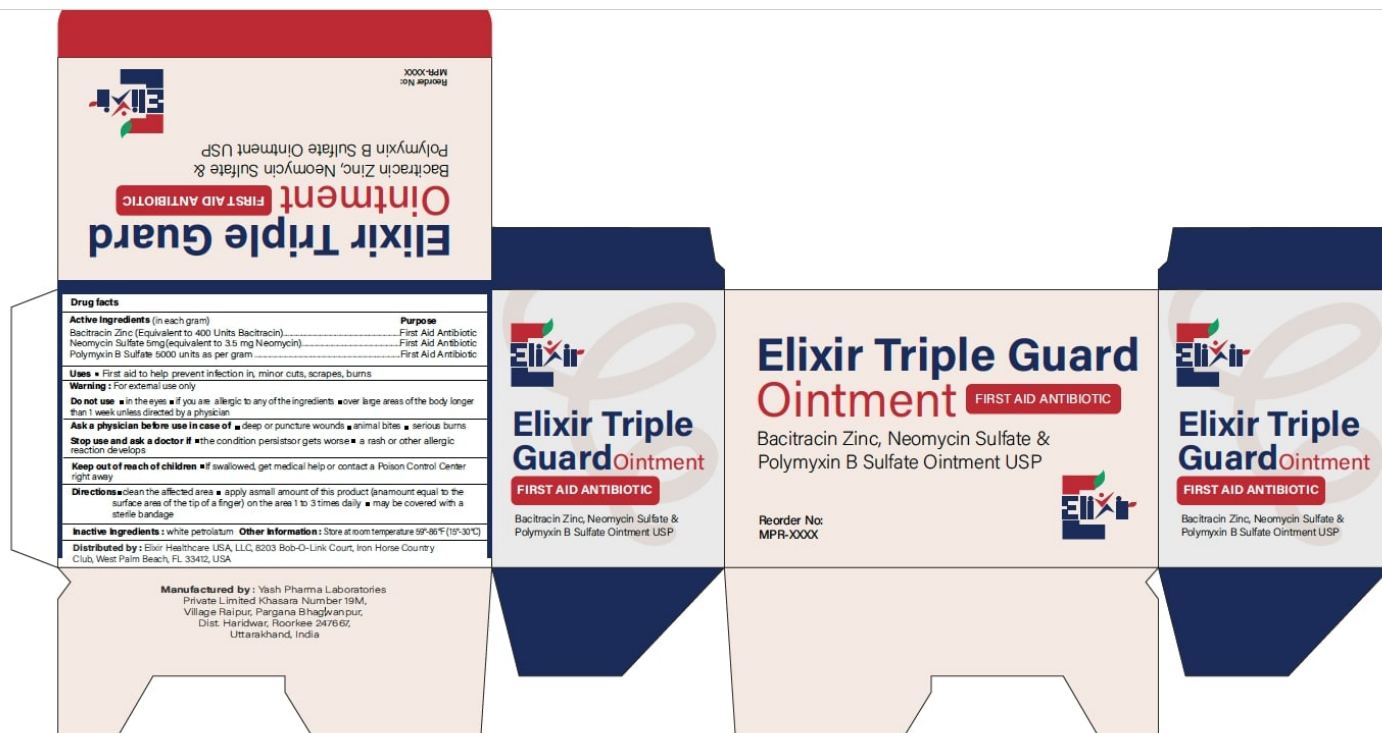 Reorder No:
MPR-XXXX
Elixir
Elixir Triple Guard
Ointment FIRST AID ANTIBIOTIC
Bacitracin Zinc, Neomycin Sulfate &
Polymyxin B Sulfate Ointment USP
Drug facts
Active Ingredients (in each gram) Purpose
Bacitracin Zinc (Equivalent to 400 Units Bacitracin)....First Aid Antibiotic
Neomycin Sulfate 5mg(equivalent to 3.5 mg Neomycin)....First Aid Antibiotic
Polymyxin B Sulfate 5000 units as per gram ....First Aid Antibiotic
Uses ▪ First aid to help prevent infection in, minor cuts, scrapes, burns
Warning : For external use only
Do not use ▪ in the eyes ▪ if you are allergic to any of the ingredients ▪over large areas of the body longer
than 1 week unless directed by a physician
Ask a physician before use in case of ▪ deep or puncture wounds ▪ animal bites ▪ serious burns
Stop use and ask a doctor if ▪the condition persistsor gets worse ▪ a rash or other allergic
reaction develops
Keep out of reach of children ▪If swallowed, get medical help or contact a Poison Control Center
right away
Directions▪clean the affected area ▪ apply asmall amount of this product (anamount equal to the
surface area of the tip of a finger) on the area 1 to 3 times daily ▪ may be covered with a
sterile bandage
Inactive Ingredients : white petrolatum Other Information : Store at room temperature 59°-86°F (15°-30°C)
Distributed by : Elixir Healthcare USA, LLC, 8203 Bob-O-Link Court, Iron Horse Country
Club, West Palm Beach, FL 33412, USA
Manufactured by : Yash Pharma Laboratories
Private Limited Khasara Number 19M,
Village Raipur, Pargana Bhagwanpur,
Dist. Haridwar, Roorkee 247667,
Uttarakhand, India
Elixir
Elixir Triple
Guard Ointment
FIRST AID ANTIBIOTIC
Bacitracin Zinc, Neomycin Sulfate &
Polymyxin B Sulfate Ointment USP
Elixir Triple Guard
Ointment FIRST AID ANTIBIOTIC
Bacitracin Zinc, Neomycin Sulfate &
Polymyxin B Sulfate Ointment USP
Elixir
Reorder No:
MPR-XXXX
Elixir
Elixir Triple
Guard Ointment
FIRST AID ANTIBIOTIC
Bacitracin Zinc, Neomycin Sulfate &
Polymyxin B Sulfate Ointment USP